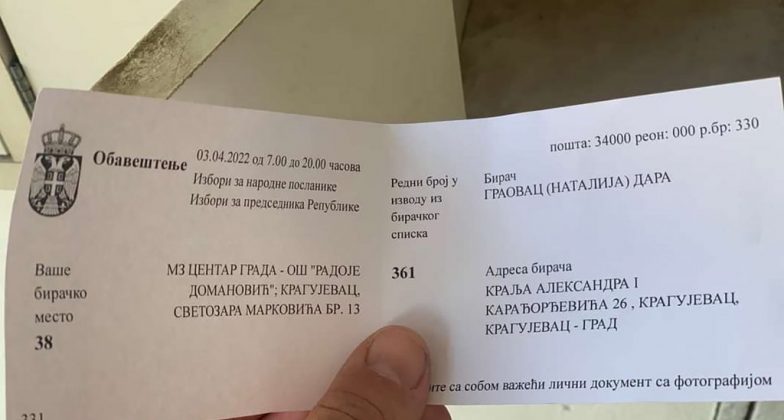 Обавештење
03.04.2022 од 7.00 до 20.00 часова
Избори за народне посланике
Избори за председника Републике
Ваше
бирачко
место
38
МЗ ЦЕНТАР ГРАДА - ОШ "РАДОЈЕ
ДОМАНОВИЋ"; КРАГУЈЕВАЦ,
СВЕТОЗАРА МАРКОВИЋА БР. 13
331
пошта: 34000 реон: 000 р.бр: 330
Редни број у
изводу из
бирачког
списка
361
Бирач
ГРАОВАЦ (НАТАЛИЈА) ДАРА
Адреса бирача
КРАЉА АЛЕКСАНДРА I
КАРАЂОРЂЕВИЋА 26 , КРАГУЈЕВАЦ,
КРАГУЈЕВАЦ - ГРАД
са собом важећи лични документ са фотографијом